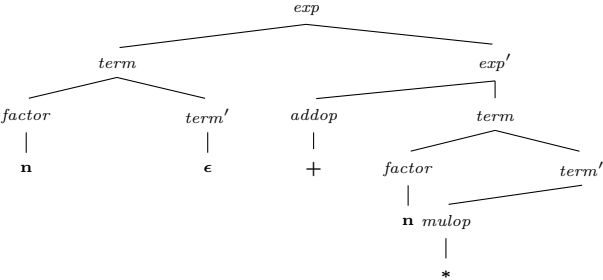 exp
term exp′
factor term′ addop term
n ϵ + factor term′
n mulop
*